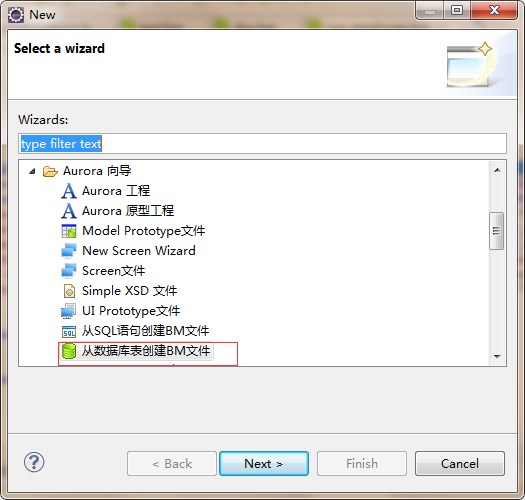 New
Select a wizard
Wizards:
type filter text
Aurora 向导
Aurora 工程
Aurora 原型工程
Model Prototype文件
New Screen Wizard
Screen文件
Simple XSD 文件
UI Prototype文件
SQL 从SQL语句创建BM文件
从数据库表创建BM文件
< Back Next > Finish Cancel